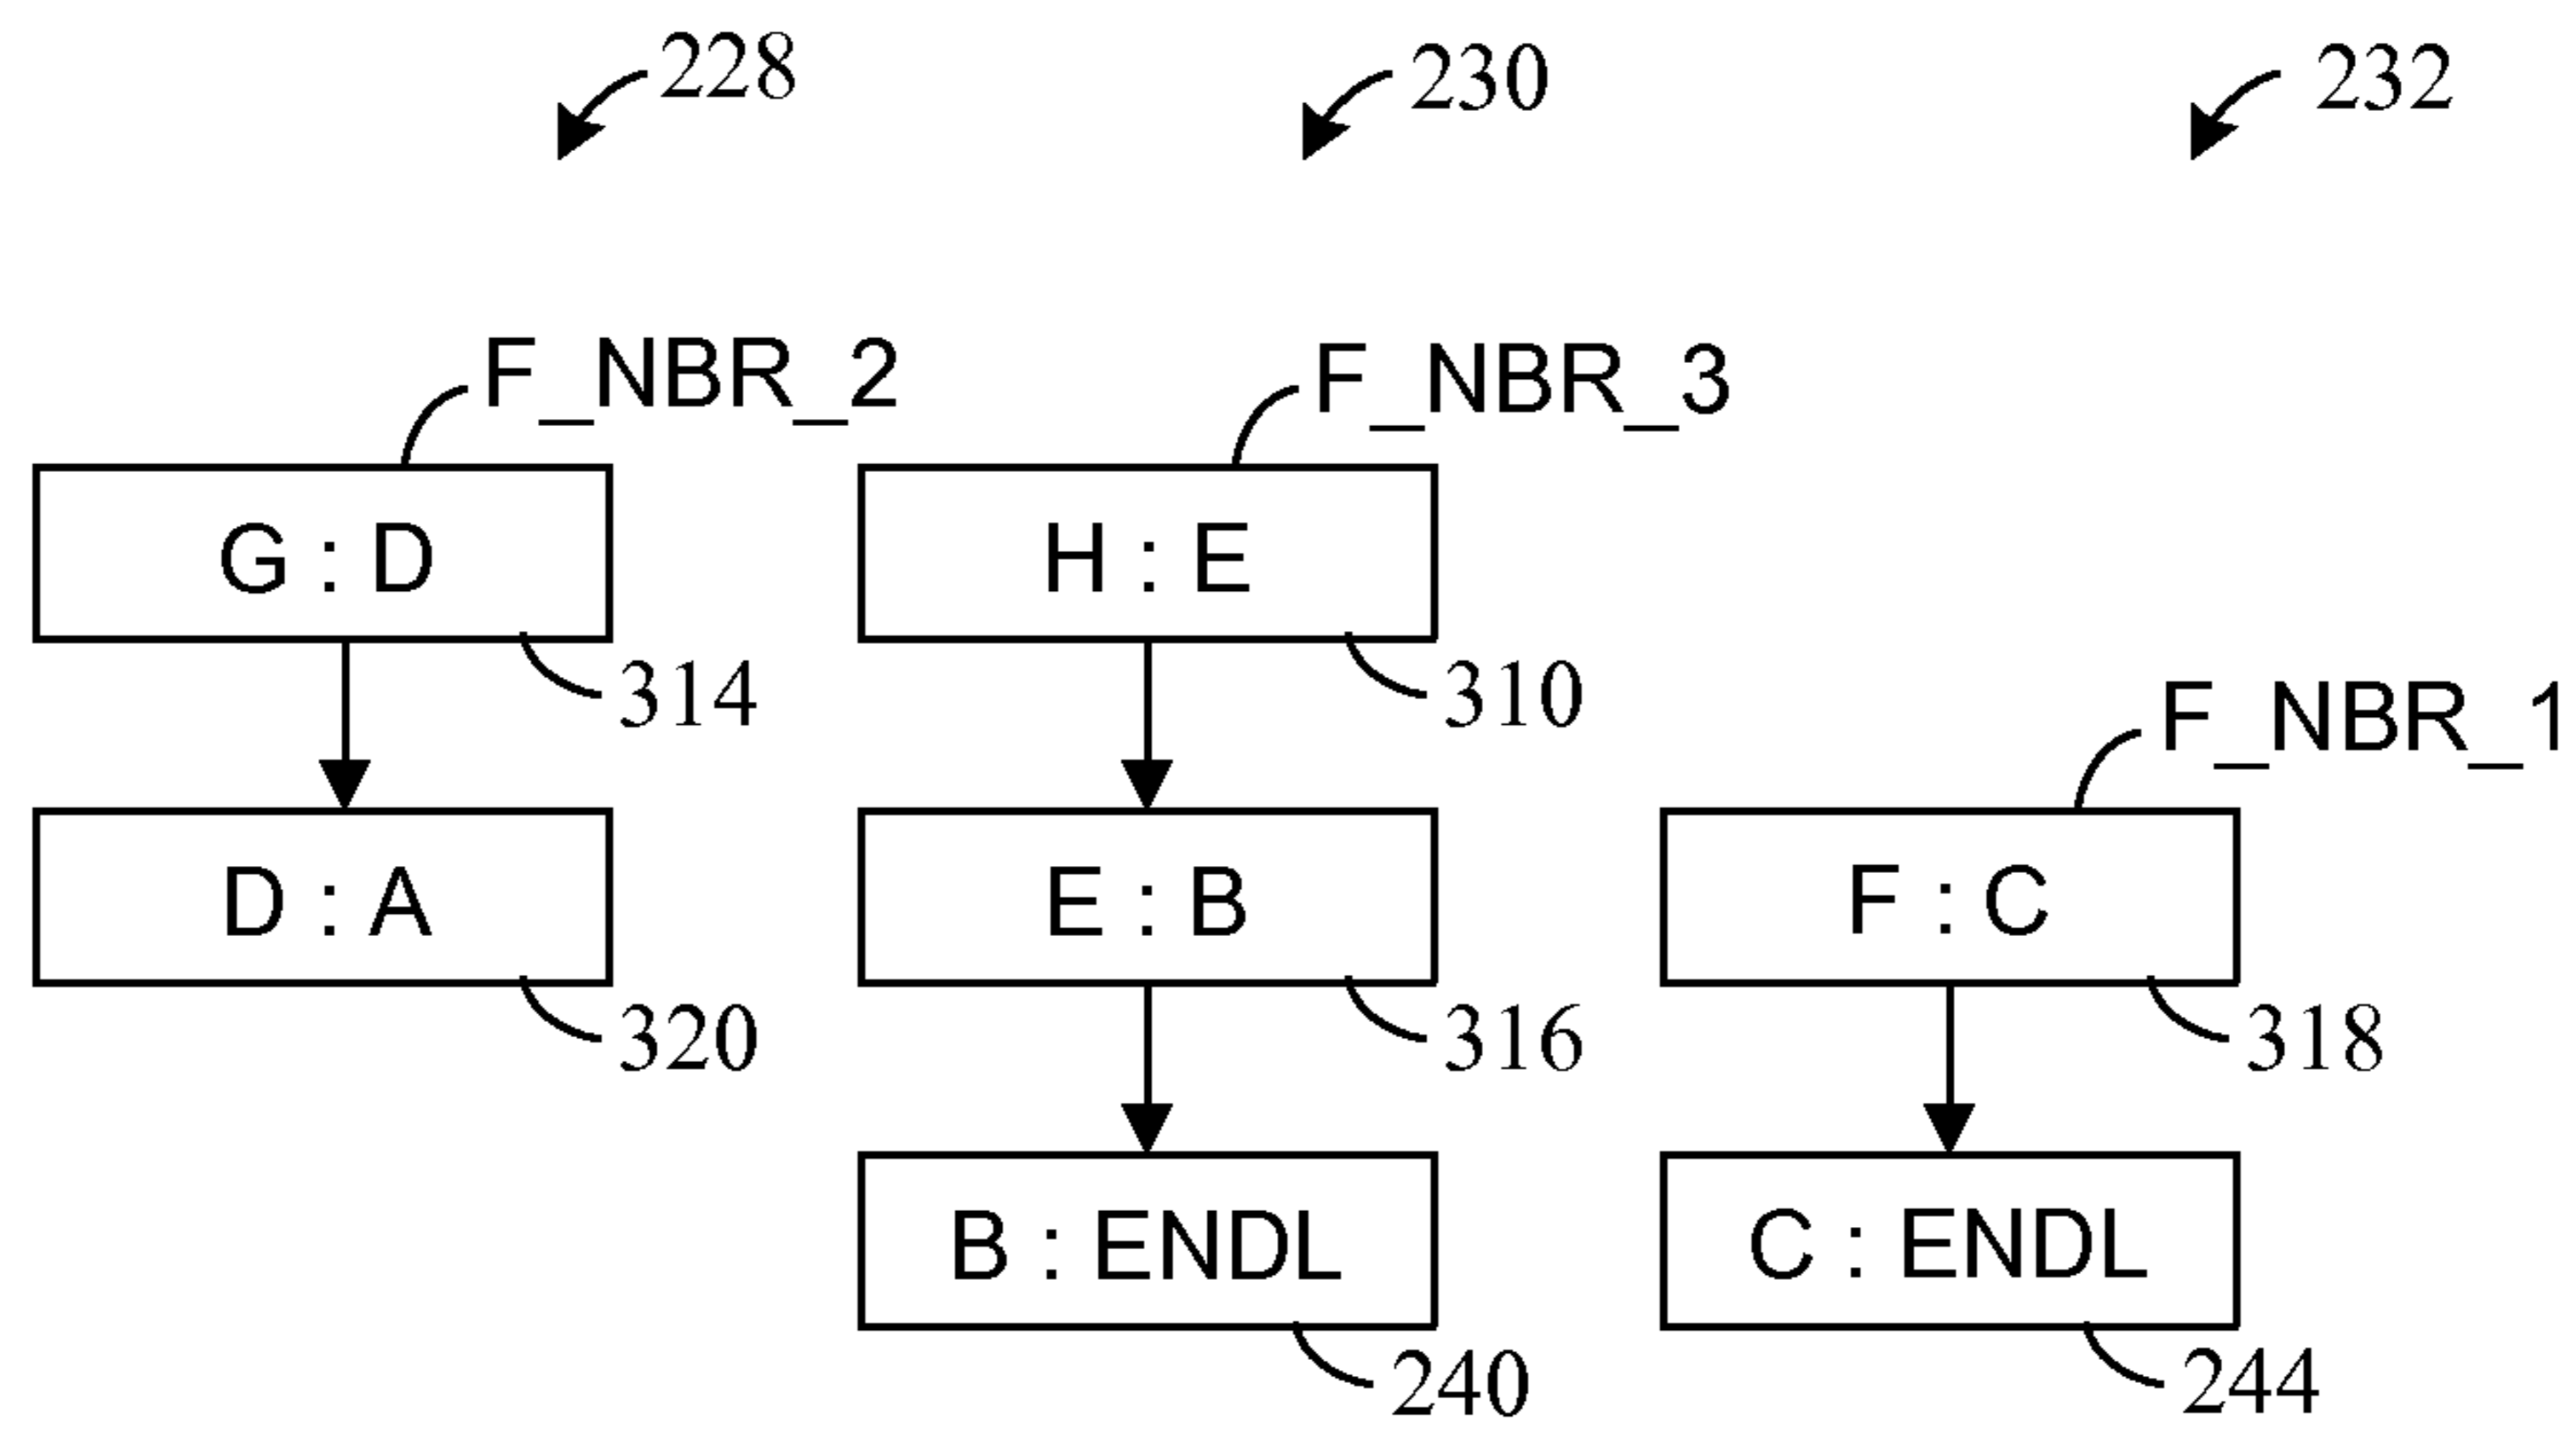 228
230
232
F_NBR_2
F_NBR_3
G : D
H : E
314
310
F_NBR_1
D : A
E : B
F : C
320
316
318
B : ENDL
C : ENDL
240
244